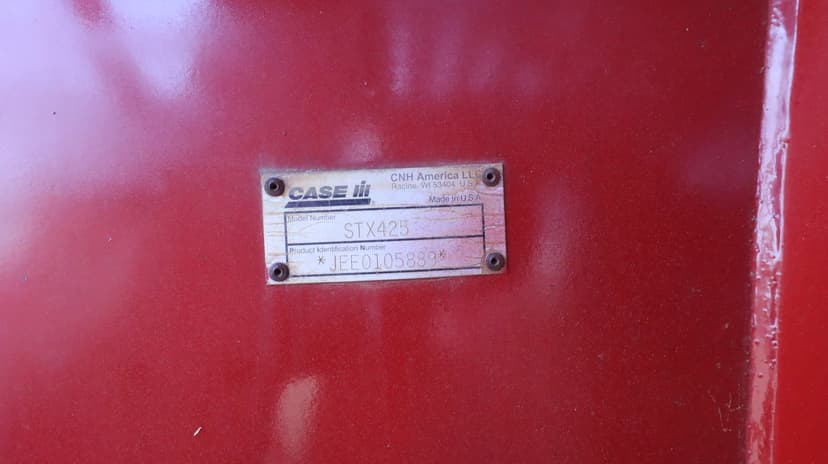 CASE IH
CNH America LLC
Racine, WI 53404 U.S.A.
Made in U.S.A.
Model Number
STX425
Product Identification Number
*JEE0105889*